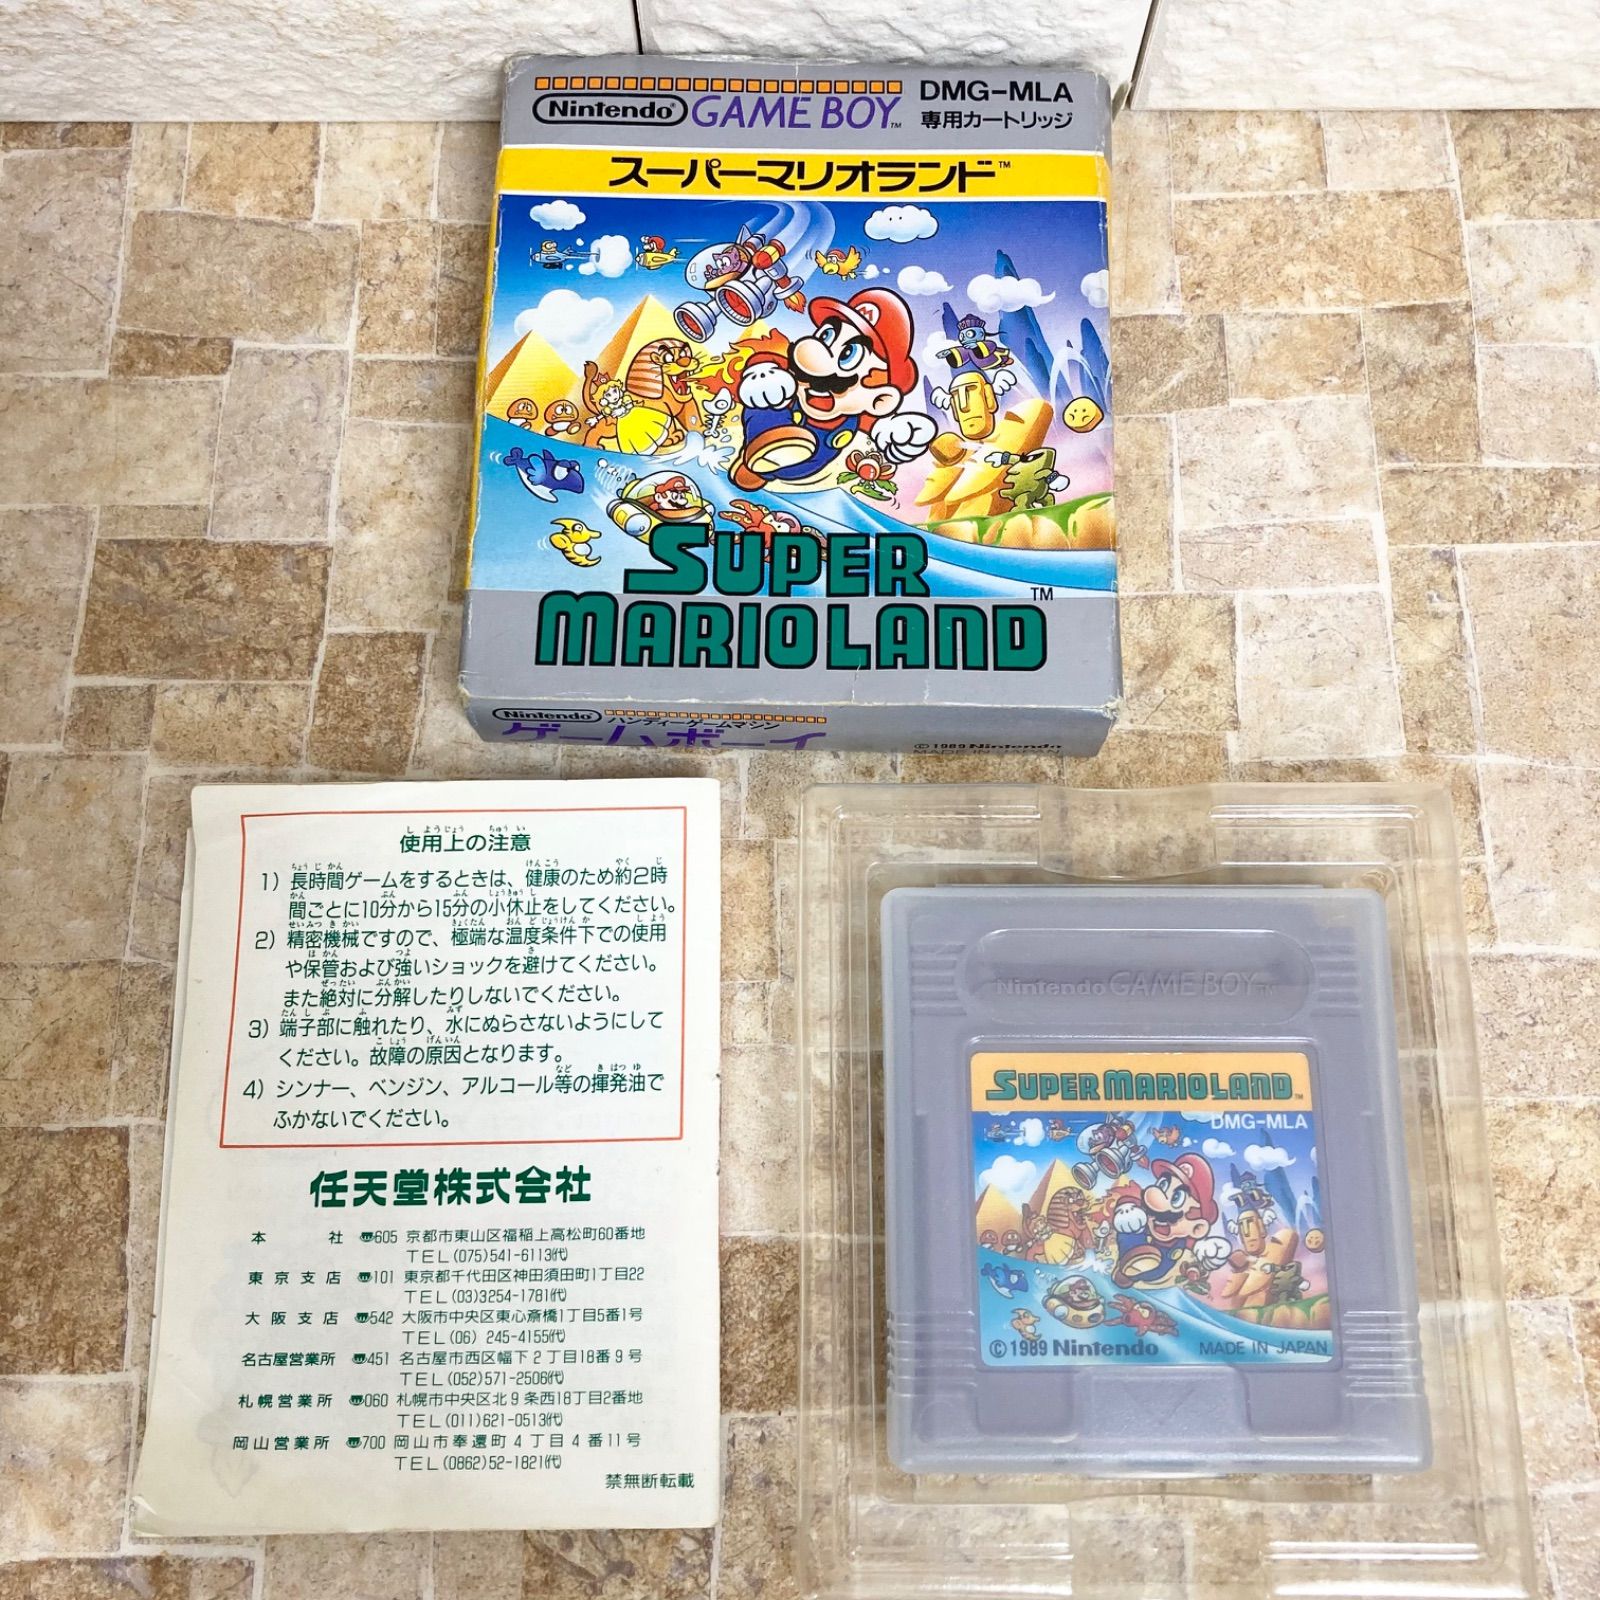 Nintendo GAME BOY™
DMG-MLA
専用カートリッジ
スーパーマリオランド™
SUPER
MARIOLAND™
Nintendo ハンディーゲームマシン
ゲームボーイ
©1989 Nintendo
MADE IN JAPAN
使用上の注意
1) 長時間ゲームをするときは、健康のため約2時
間ごとに10分から15分の小休止をしてください。
2) 精密機械ですので、極端な温度条件下での使用
や保管および強いショックを避けてください。
また絶対に分解したりしないでください。
3) 端子部に触れたり、水にぬらさないようにして
ください。故障の原因となります。
4) シンナー、ベンジン、アルコール等の揮発油で
ふかないでください。
任天堂株式会社
本社 〠605 京都市東山区福稲上高松町60番地
TEL(075)541-6113㈹
東京支店 〠101 東京都千代田区神田須田町1丁目22
TEL(03)3254-1781㈹
大阪支店 〠542 大阪市中央区東心斎橋1丁目5番1号
TEL(06) 245-4155㈹
名古屋営業所 〠451 名古屋市西区幅下2丁目18番9号
TEL(052)571-2506㈹
札幌営業所 〠060 札幌市中央区北9条西18丁目2番地
TEL(011)621-0513㈹
岡山営業所 〠700 岡山市奉還町4丁目4番11号
TEL(0862)52-1821㈹
禁無断転載
Nintendo GAME BOY™
SUPER MARIOLAND™
DMG-MLA
©1989 Nintendo MADE IN JAPAN